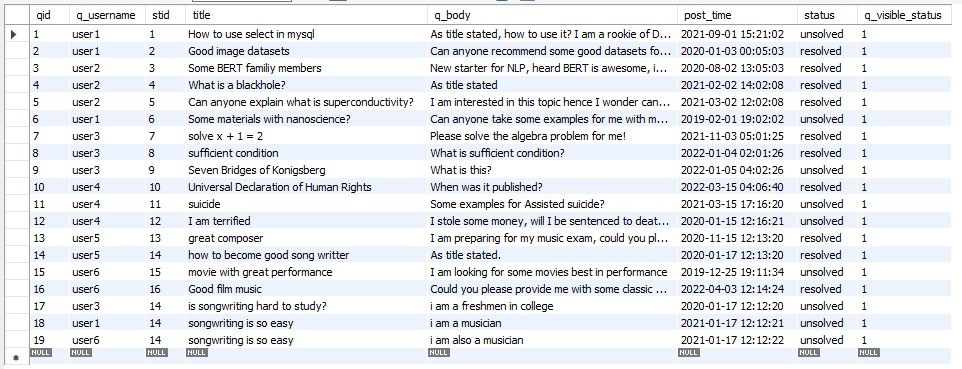 qid q_username stid title q_body post_time status q_visible_status
1 user1 1 How to use select in mysql As title stated, how to use it? I am a rookie of D... 2021-09-01 15:21:02 unsolved 1
2 user1 2 Good image datasets Can anyone recommend some good datasets fo... 2020-01-03 00:05:03 resolved 1
3 user2 3 Some BERT familiy members New starter for NLP, heard BERT is awesome, i... 2020-08-02 13:05:03 resolved 1
4 user2 4 What is a blackhole? As title stated 2021-02-02 14:02:08 resolved 1
5 user2 5 Can anyone explain what is superconductivity? I am interested in this topic hence I wonder can... 2021-03-02 12:02:08 resolved 1
6 user1 6 Some materials with nanoscience? Can anyone take some examples for me with m... 2019-02-01 19:02:02 unsolved 1
7 user3 7 solve x + 1 = 2 Please solve the algebra problem for me! 2021-11-03 05:01:25 resolved 1
8 user3 8 sufficient condition What is sufficient condition? 2022-01-04 02:01:26 resolved 1
9 user3 9 Seven Bridges of Konigsberg What is this? 2022-01-05 04:02:26 unsolved 1
10 user4 10 Universal Declaration of Human Rights When was it published? 2022-03-15 04:06:40 resolved 1
11 user4 11 suicide Some examples for Assisted suicide? 2021-03-15 17:16:20 unsolved 1
12 user4 12 I am terrified I stole some money, will I be sentenced to deat... 2020-01-15 12:16:21 unsolved 1
13 user5 13 great composer I am preparing for my music exam, could you pl... 2020-11-15 12:13:20 resolved 1
14 user5 14 how to become good song writter As title stated. 2020-01-17 12:13:20 resolved 1
15 user6 15 movie with great performance I am looking for some movies best in performance 2019-12-25 19:11:34 unsolved 1
16 user6 16 Good film music Could you please provide me with some classic ... 2022-04-03 12:14:24 resolved 1
17 user3 14 is songwriting hard to study? i am a freshmen in college 2020-01-17 12:12:20 unsolved 1
18 user1 14 songwriting is so easy i am a musician 2021-01-17 12:12:21 unsolved 1
19 user6 14 songwriting is so easy i am also a musician 2021-01-17 12:12:22 unsolved 1
NULL NULL NULL NULL NULL NULL NULL NULL